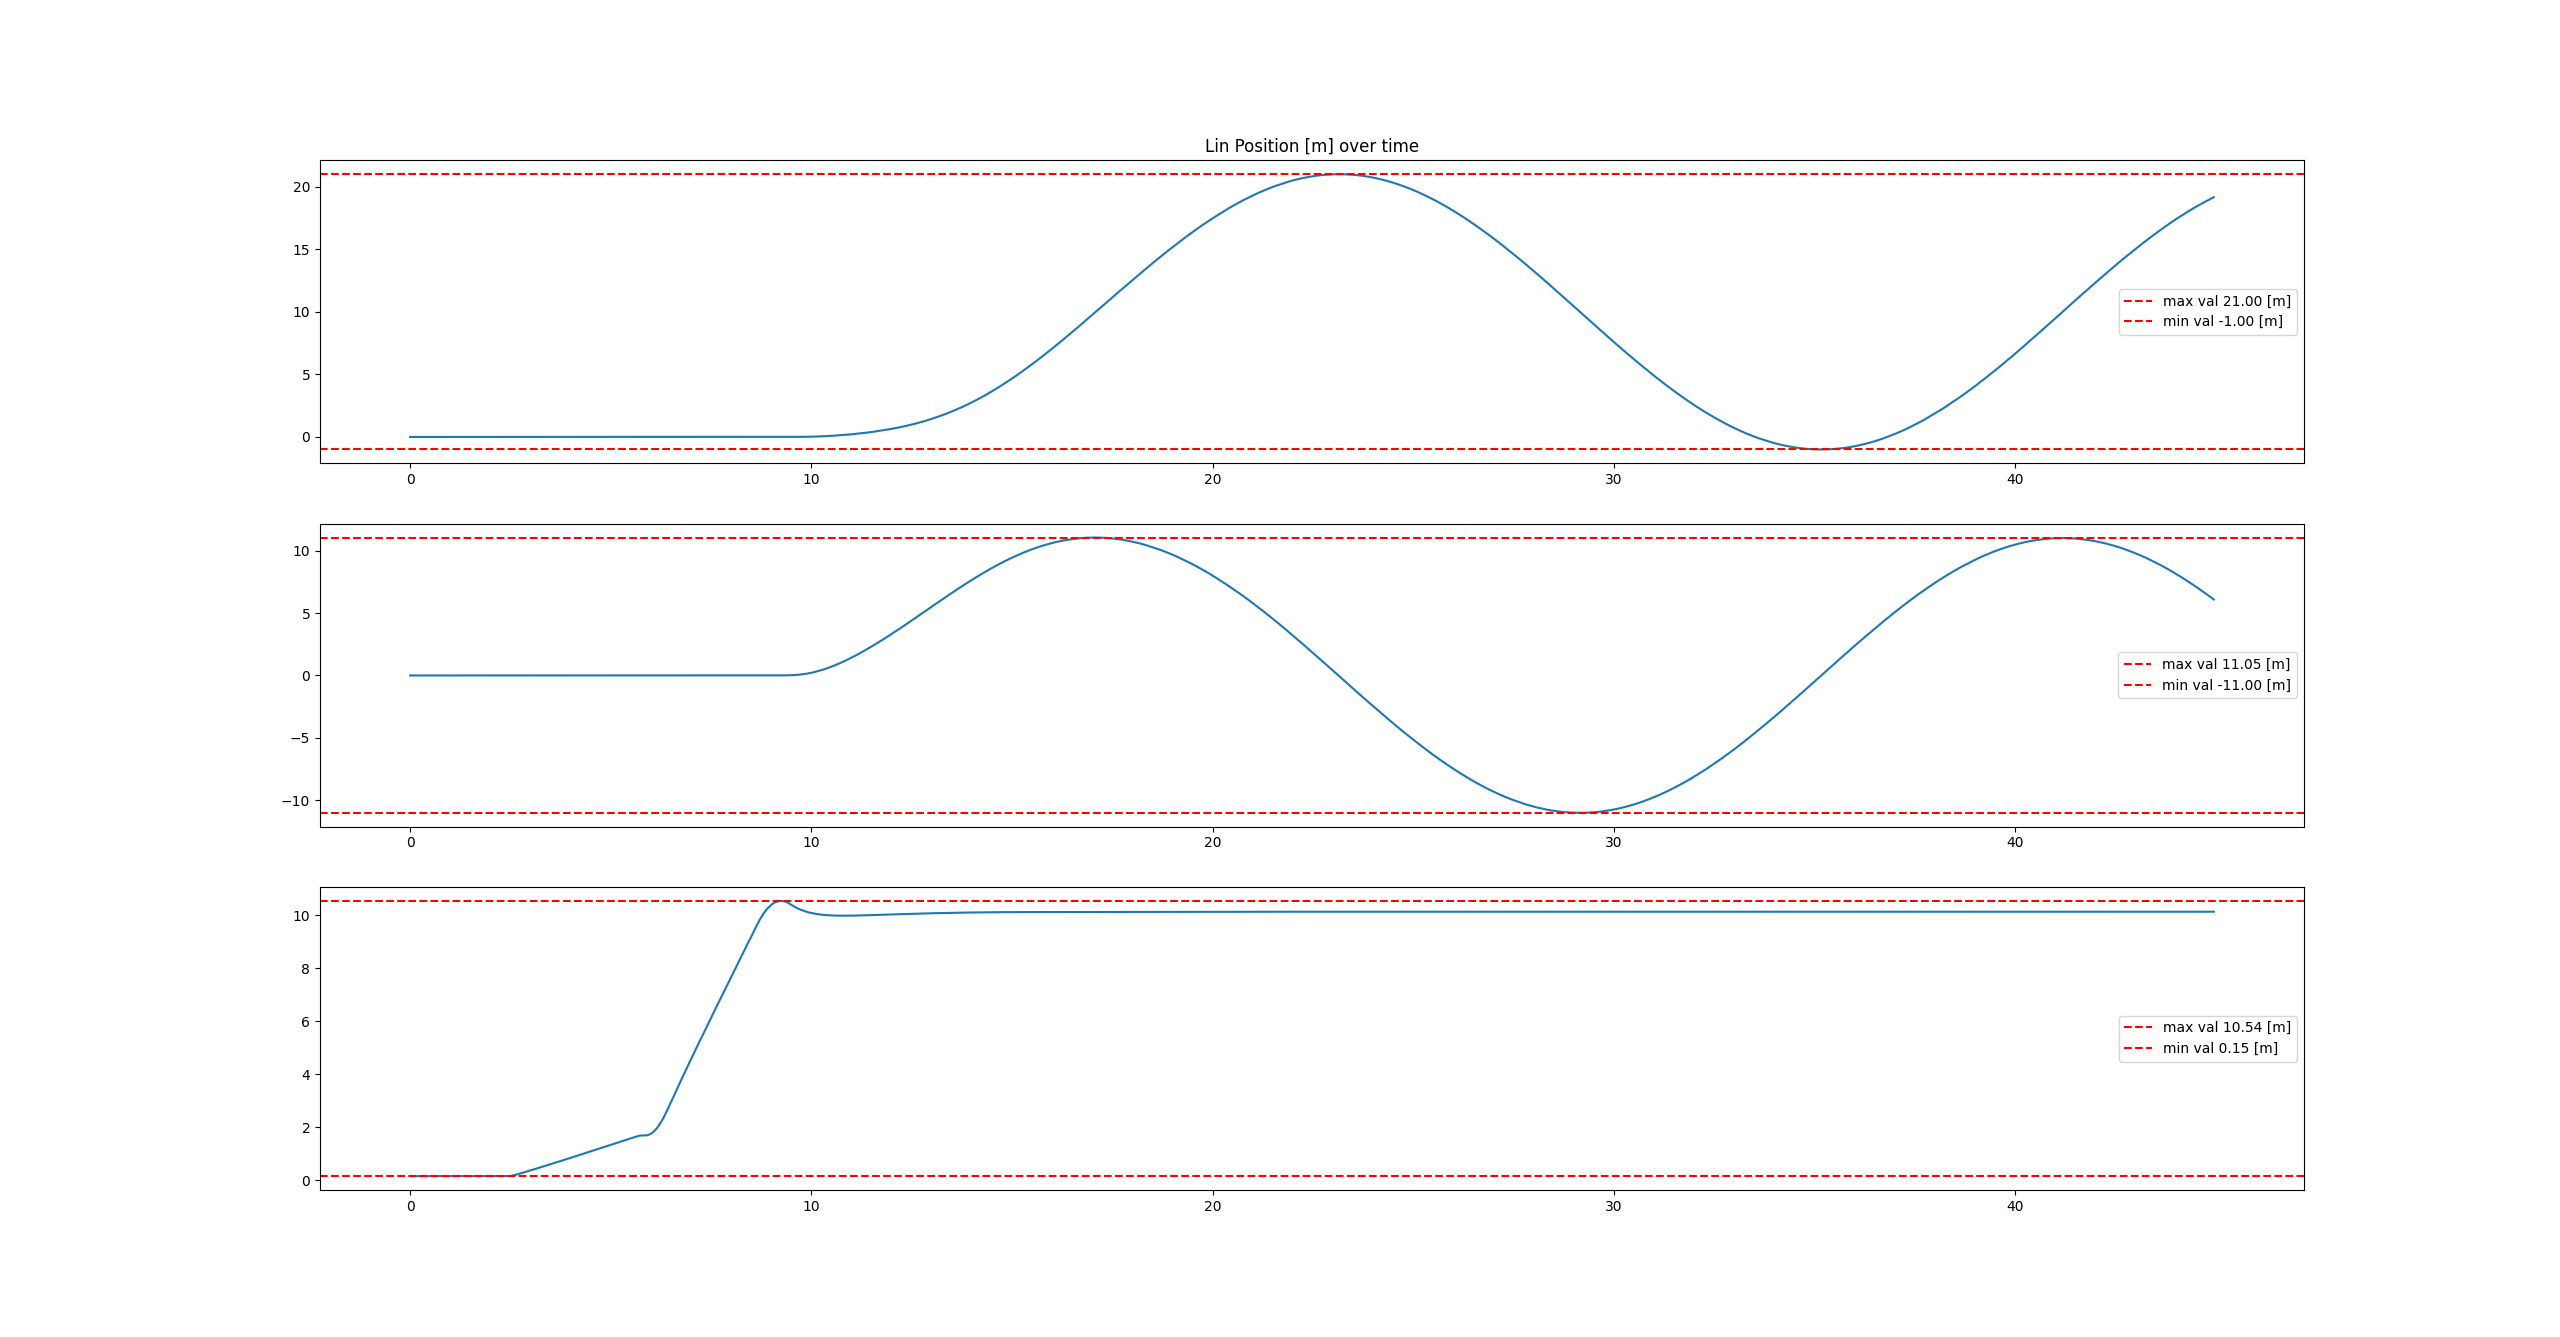 Lin Position [m] over time
20
15
10
5
0
max val 21.00 [m]
min val -1.00 [m]
0 10 20 30 40
10
5
0
−5
−10
max val 11.05 [m]
min val -11.00 [m]
0 10 20 30 40
10
8
6
4
2
0
max val 10.54 [m]
min val 0.15 [m]
0 10 20 30 40